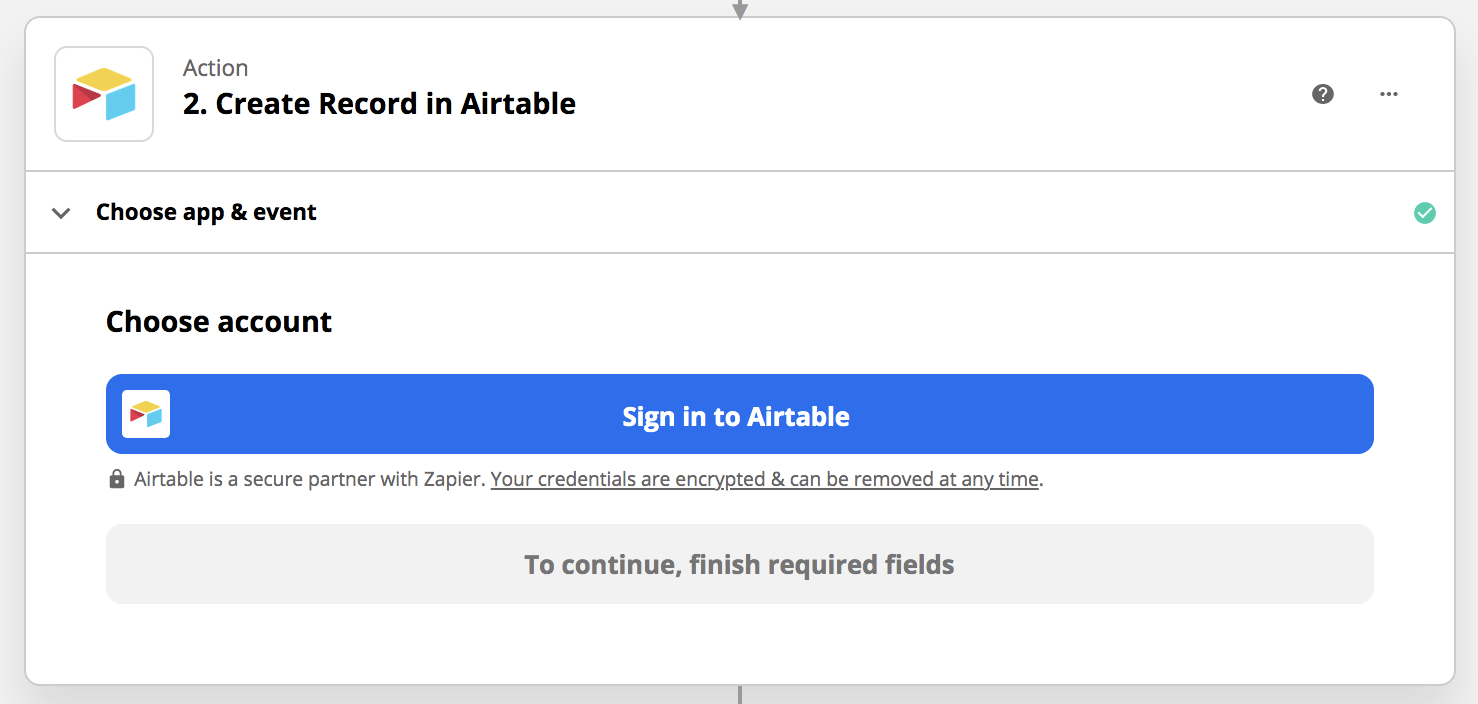 Action
2. Create Record in Airtable
Choose app & event
Choose account
Sign in to Airtable
Airtable is a secure partner with Zapier. Your credentials are encrypted & can be removed at any time.
To continue, finish required fields